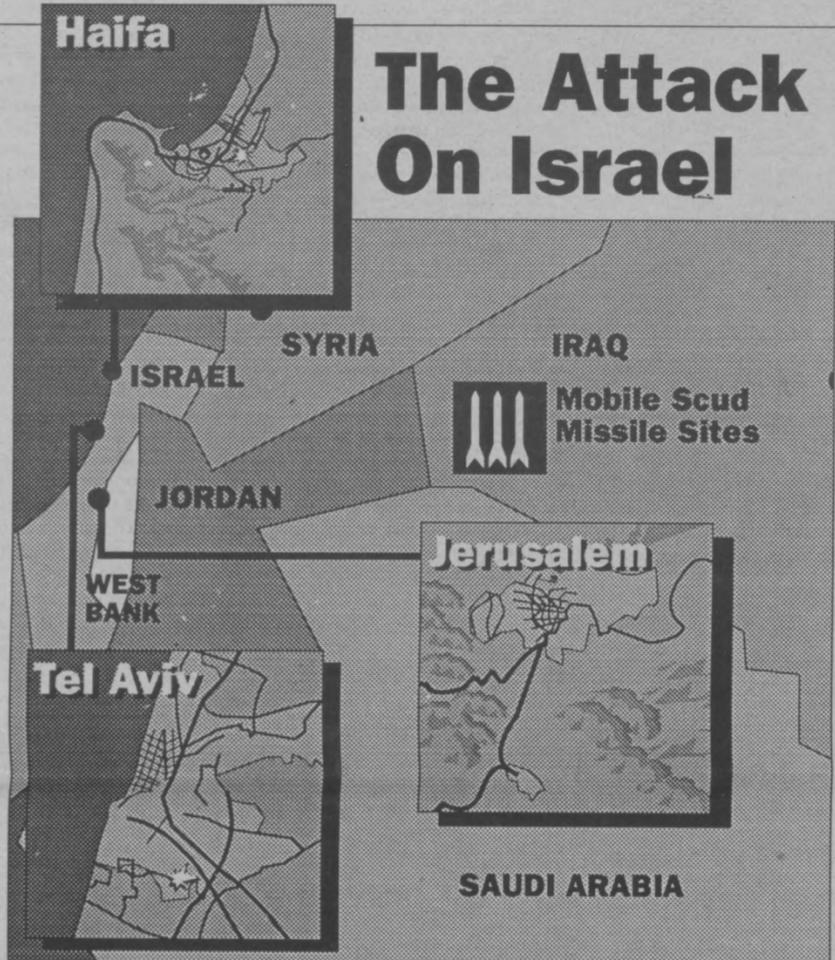 Haifa
The Attack
On Israel
SYRIA
IRAQ
ISRAEL
Mobile Scud
Missile Sites
JORDAN
Jerusalem
WEST
BANK
Tel Aviv
SAUDI ARABIA